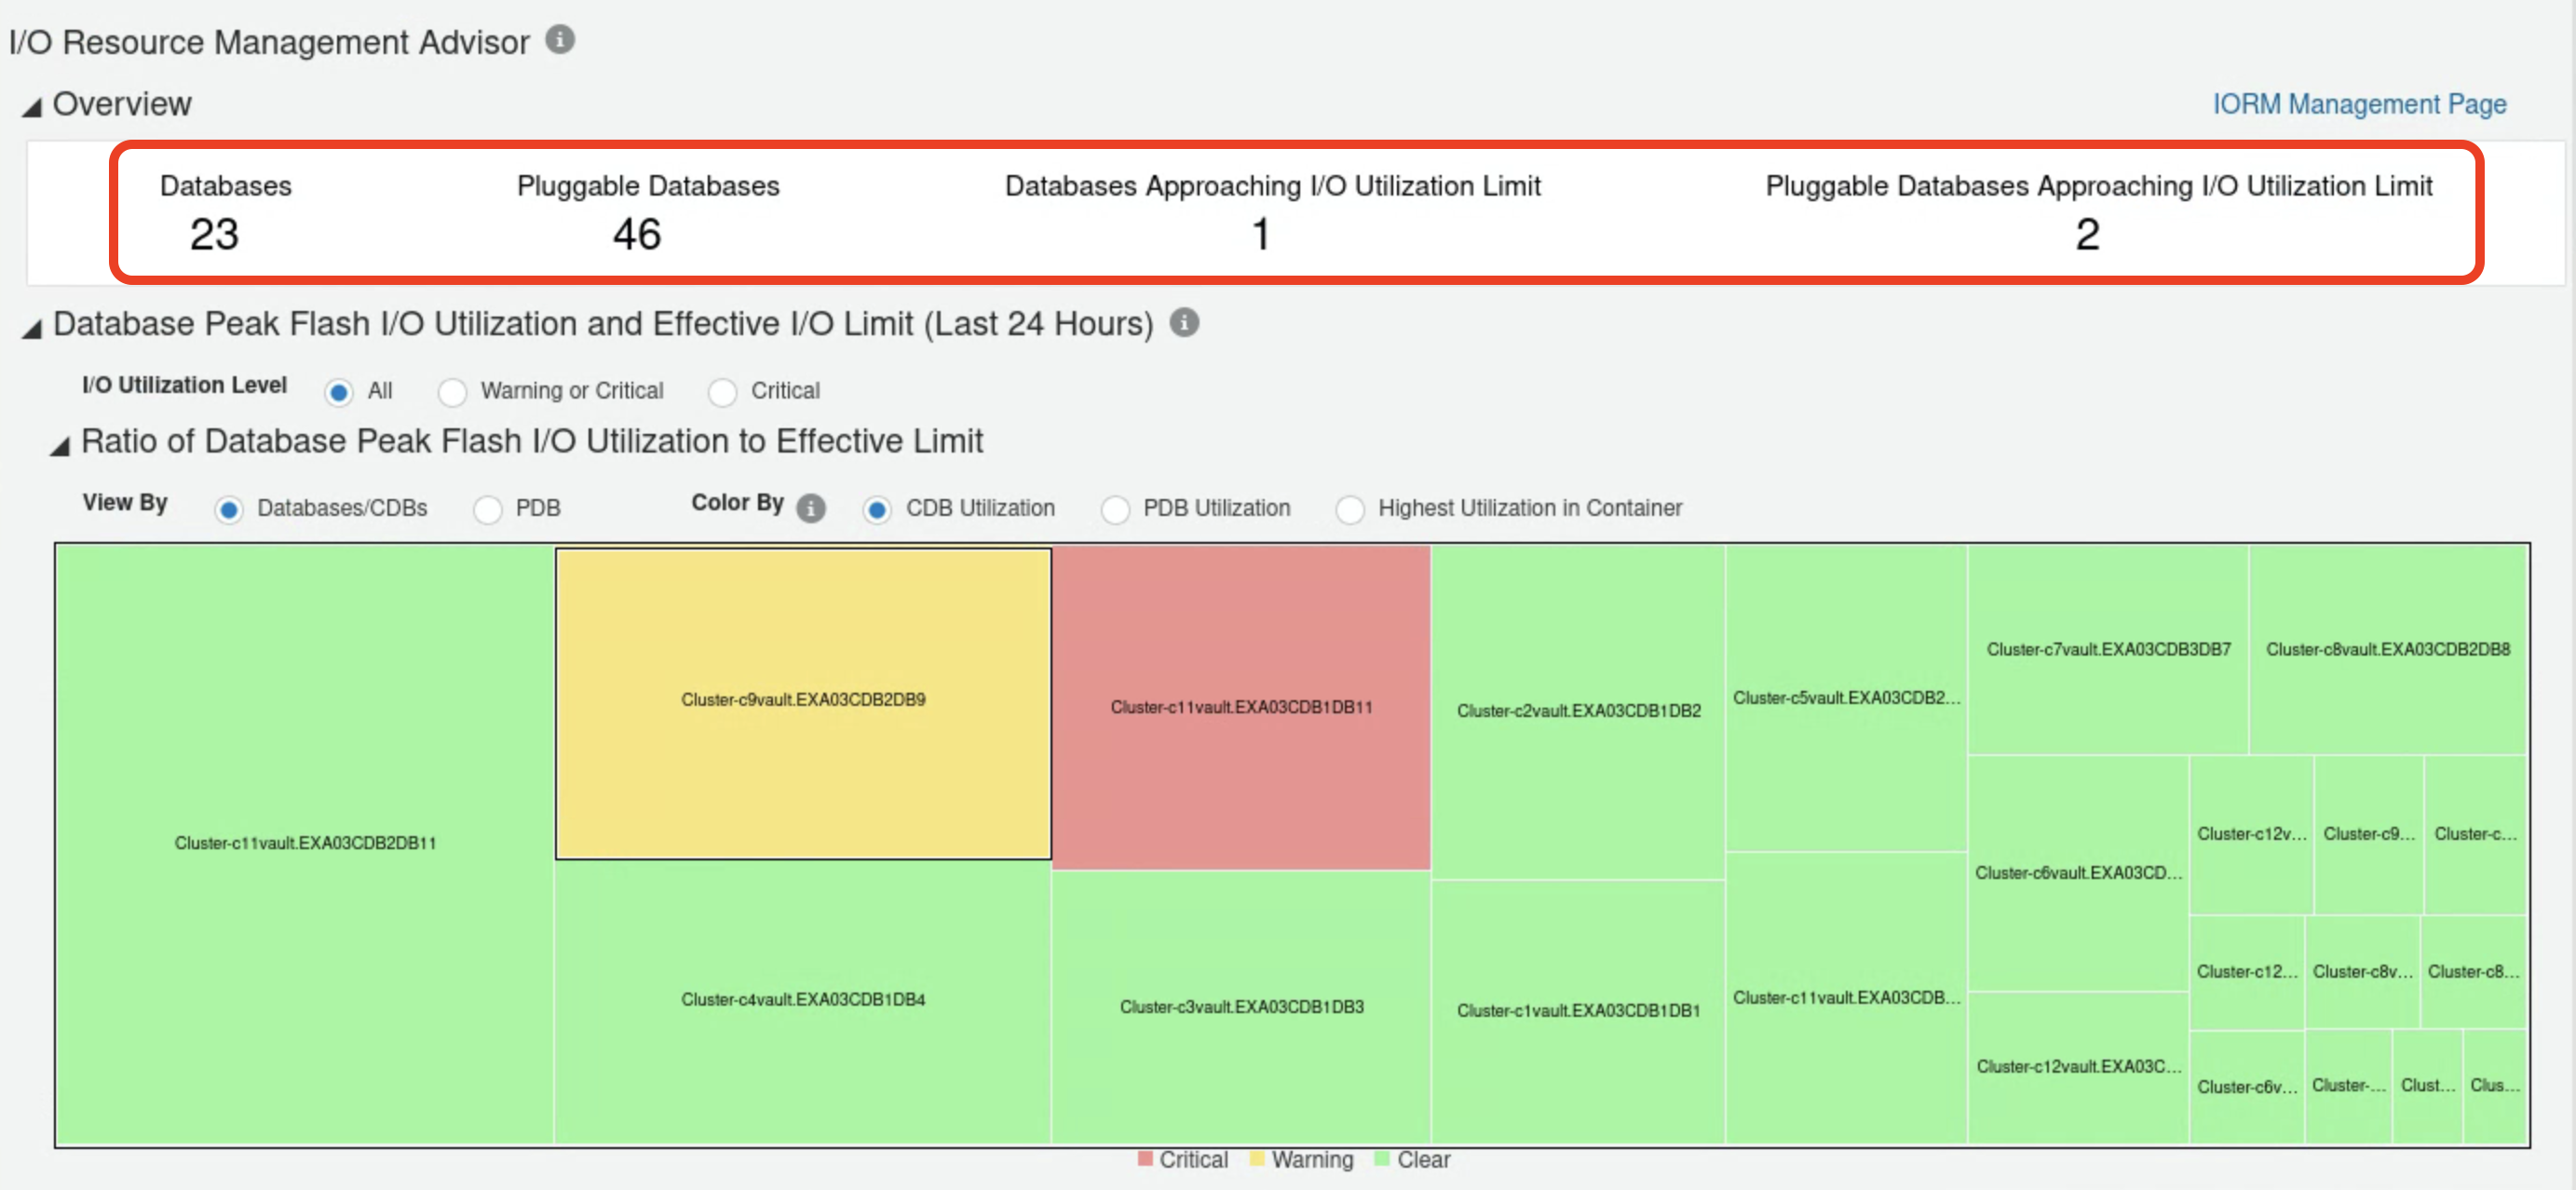 I/O Resource Management Advisor
Overview
IORM Management Page
Databases
23
Pluggable Databases
46
Databases Approaching I/O Utilization Limit
1
Pluggable Databases Approaching I/O Utilization Limit
2
Database Peak Flash I/O Utilization and Effective I/O Limit (Last 24 Hours)
I/O Utilization Level All Warning or Critical Critical
Ratio of Database Peak Flash I/O Utilization to Effective Limit
View By Databases/CDBs PDB Color By CDB Utilization PDB Utilization Highest Utilization in Container
Cluster-c11vault.EXA03CDB2DB11
Cluster-c9vault.EXA03CDB2DB9
Cluster-c4vault.EXA03CDB1DB4
Cluster-c11vault.EXA03CDB1DB11
Cluster-c3vault.EXA03CDB1DB3
Cluster-c2vault.EXA03CDB1DB2
Cluster-c1vault.EXA03CDB1DB1
Cluster-c5vault.EXA03CDB2...
Cluster-c11vault.EXA03CDB...
Cluster-c7vault.EXA03CDB3DB7
Cluster-c8vault.EXA03CDB2DB8
Cluster-c6vault.EXA03CD...
Cluster-c12vault.EXA03C...
Cluster-c12v...
Cluster-c9...
Cluster-c...
Cluster-c12...
Cluster-c8v...
Cluster-c8...
Cluster-c6v...
Cluster-...
Clust...
Clus...
Critical Warning Clear